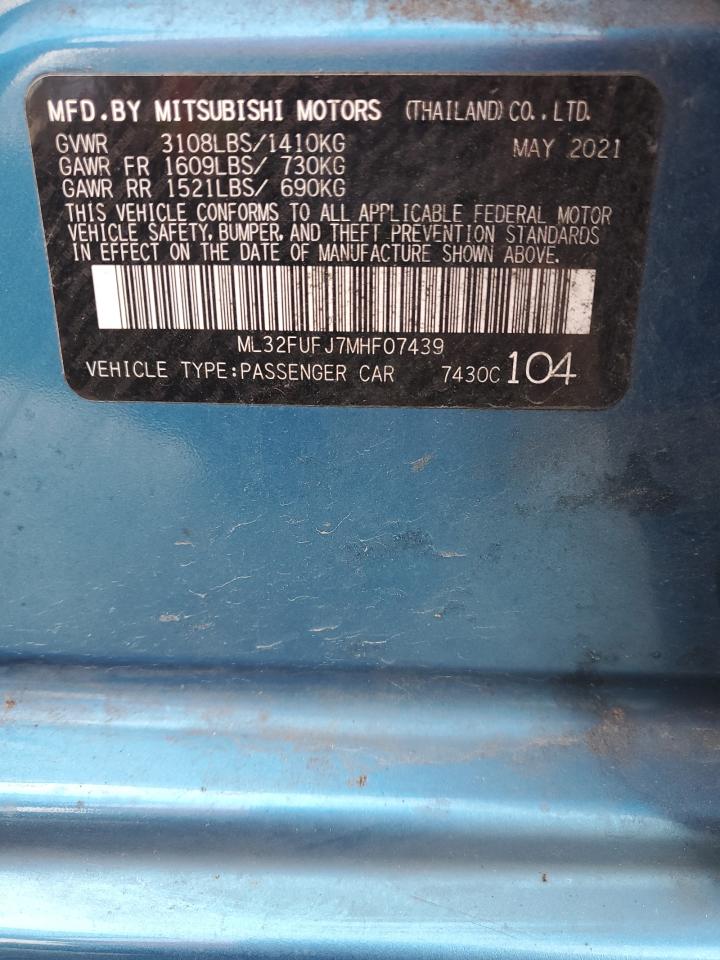 MFD.BY MITSUBISHI MOTORS (THAILAND) CO.,LTD.
GVWR 3108LBS/1410KG MAY 2021
GAWR FR 1609LBS/ 730KG
GAWR RR 1521LBS/ 690KG
THIS VEHICLE CONFORMS TO ALL APPLICABLE FEDERAL MOTOR
VEHICLE SAFETY, BUMPER, AND THEFT PREVENTION STANDARDS
IN EFFECT ON THE DATE OF MANUFACTURE SHOWN ABOVE.
ML32FUFJ7MHF07439
VEHICLE TYPE:PASSENGER CAR 7430C 104